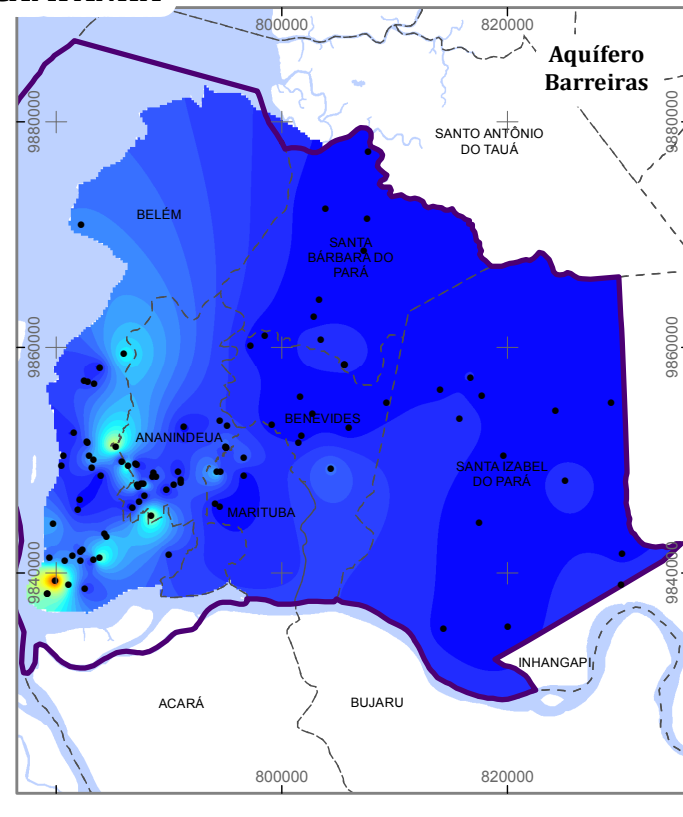 800000
820000
Aquífero
Barreiras
9880000
9880000
SANTO ANTÔNIO
DO TAUÁ
BELÉM
SANTA
BÁRBARA DO
PARÁ
9860000
9860000
ANANINDEUA
BENEVIDES
SANTA IZABEL
DO PARÁ
MARITUBA
9840000
9840000
INHANGAPI
ACARÁ
BUJARU
800000
820000